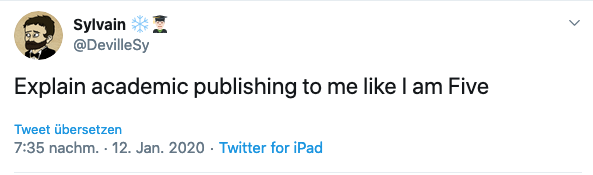 Sylvain ❄️👨🏻‍🎓
@DevilleSy
Explain academic publishing to me like I am Five
Tweet übersetzen
7:35 nachm. · 12. Jan. 2020 · Twitter for iPad